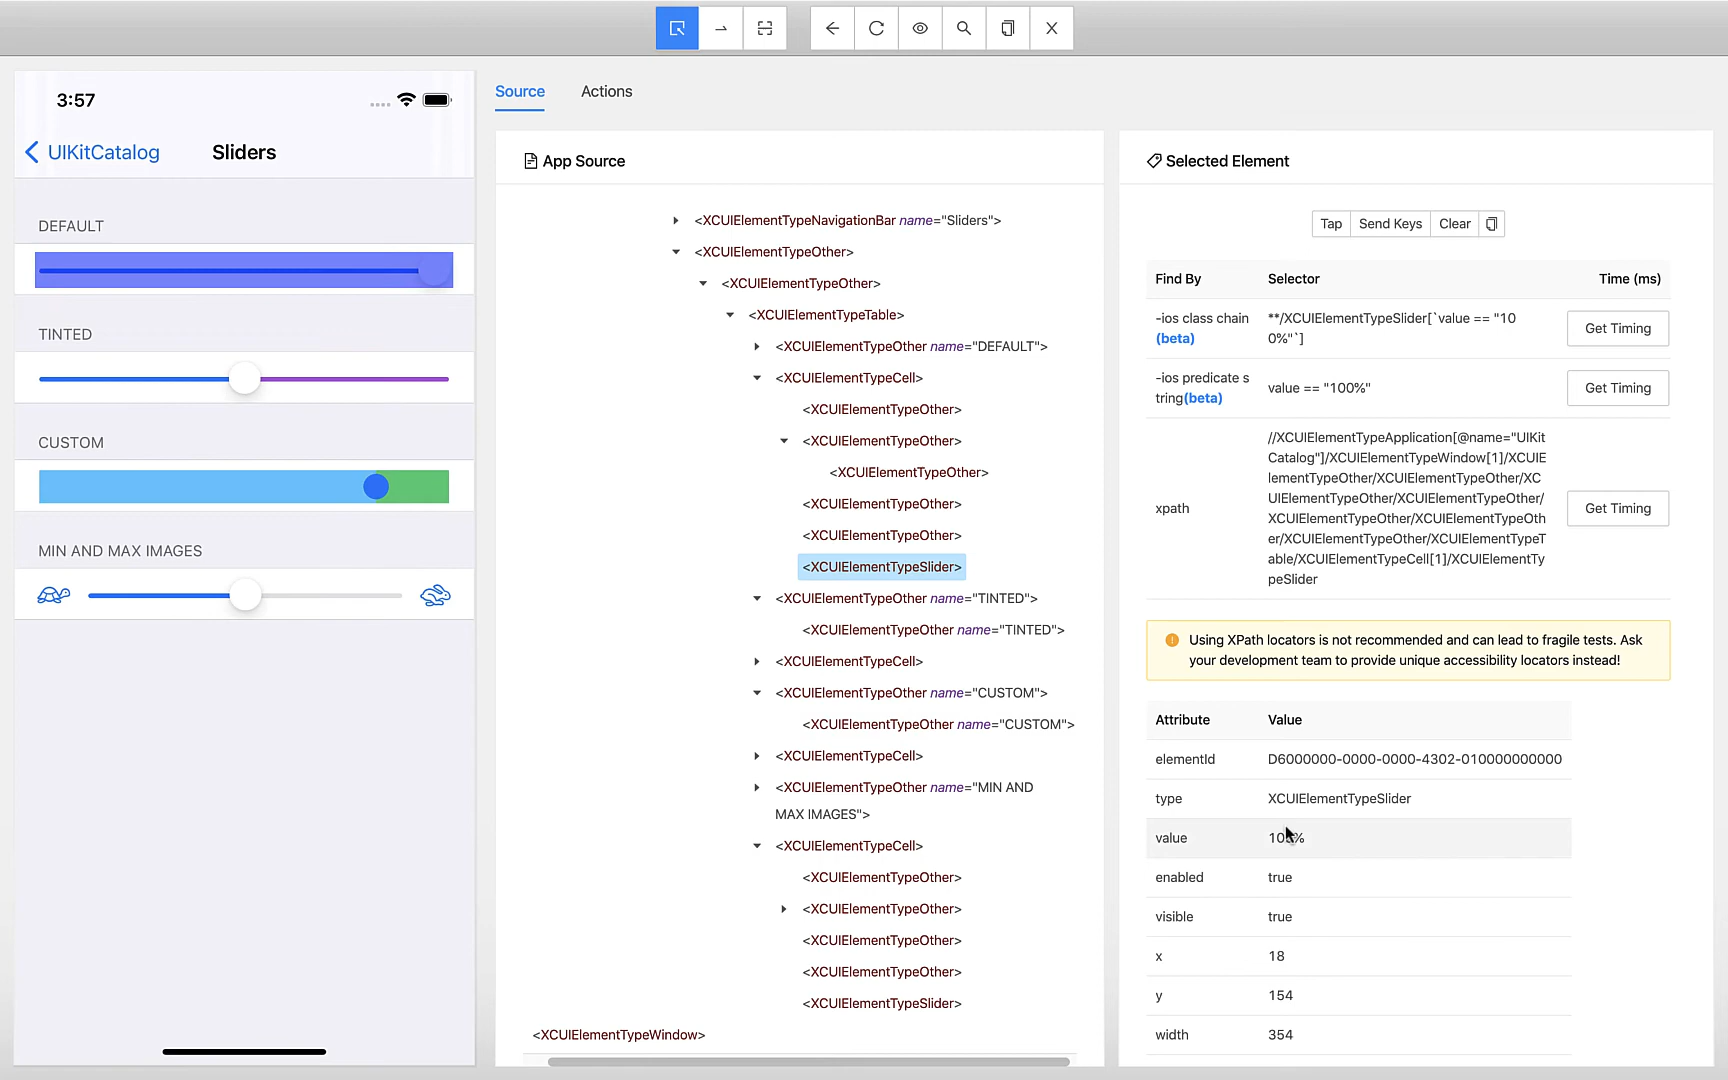 3:57
UIKitCatalog
Sliders
DEFAULT
TINTED
CUSTOM
MIN AND MAX IMAGES
Source
Actions
App Source
<XCUIElementTypeNavigationBar name="Sliders">
<XCUIElementTypeOther>
<XCUIElementTypeOther>
<XCUIElementTypeTable>
<XCUIElementTypeOther name="DEFAULT">
<XCUIElementTypeCell>
<XCUIElementTypeOther>
<XCUIElementTypeOther>
<XCUIElementTypeOther>
<XCUIElementTypeOther>
<XCUIElementTypeOther>
<XCUIElementTypeSlider>
<XCUIElementTypeOther name="TINTED">
<XCUIElementTypeOther name="TINTED">
<XCUIElementTypeCell>
<XCUIElementTypeOther name="CUSTOM">
<XCUIElementTypeOther name="CUSTOM">
<XCUIElementTypeCell>
<XCUIElementTypeOther name="MIN AND
MAX IMAGES">
<XCUIElementTypeCell>
<XCUIElementTypeOther>
<XCUIElementTypeOther>
<XCUIElementTypeOther>
<XCUIElementTypeOther>
<XCUIElementTypeSlider>
<XCUIElementTypeWindow>
Selected Element
Tap Send Keys Clear
Find By Selector Time (ms)
-ios class chain
(beta)
**/XCUIElementTypeSlider[`value == "10
0%"`]
Get Timing
-ios predicate s
tring(beta)
value == "100%"
Get Timing
xpath
//XCUIElementTypeApplication[@name="UIKit
Catalog"]/XCUIElementTypeWindow[1]/XCUIE
lementTypeOther/XCUIElementTypeOther/XC
UIElementTypeOther/XCUIElementTypeOther/
XCUIElementTypeOther/XCUIElementTypeOth
er/XCUIElementTypeOther/XCUIElementTypeT
able/XCUIElementTypeCell[1]/XCUIElementTy
peSlider
Get Timing
Using XPath locators is not recommended and can lead to fragile tests. Ask
your development team to provide unique accessibility locators instead!
Attribute Value
elementId D6000000-0000-0000-4302-010000000000
type XCUIElementTypeSlider
value 100%
enabled true
visible true
x 18
y 154
width 354